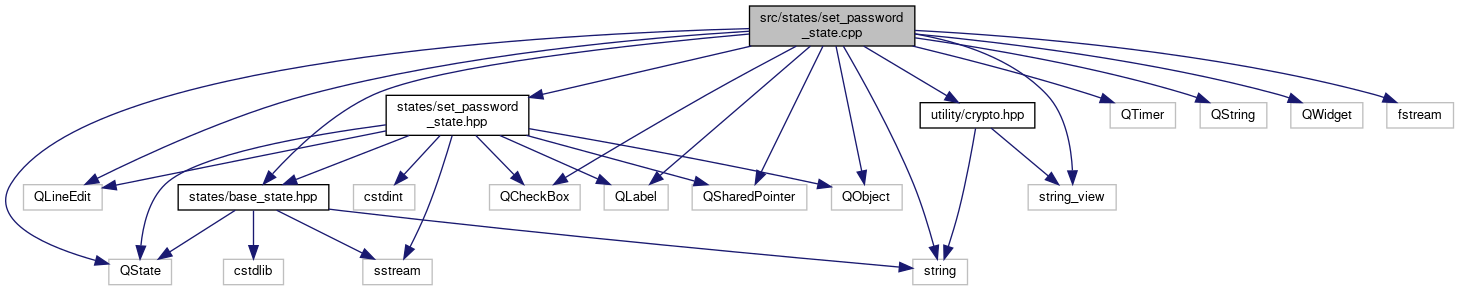 src/states/set_password
_state.cpp
states/set_password
_state.hpp
utility/crypto.hpp
QTimer
QString
QWidget
fstream
QLineEdit
states/base_state.hpp
cstdint
QCheckBox
QLabel
QSharedPointer
QObject
string_view
QState
cstdlib
sstream
string